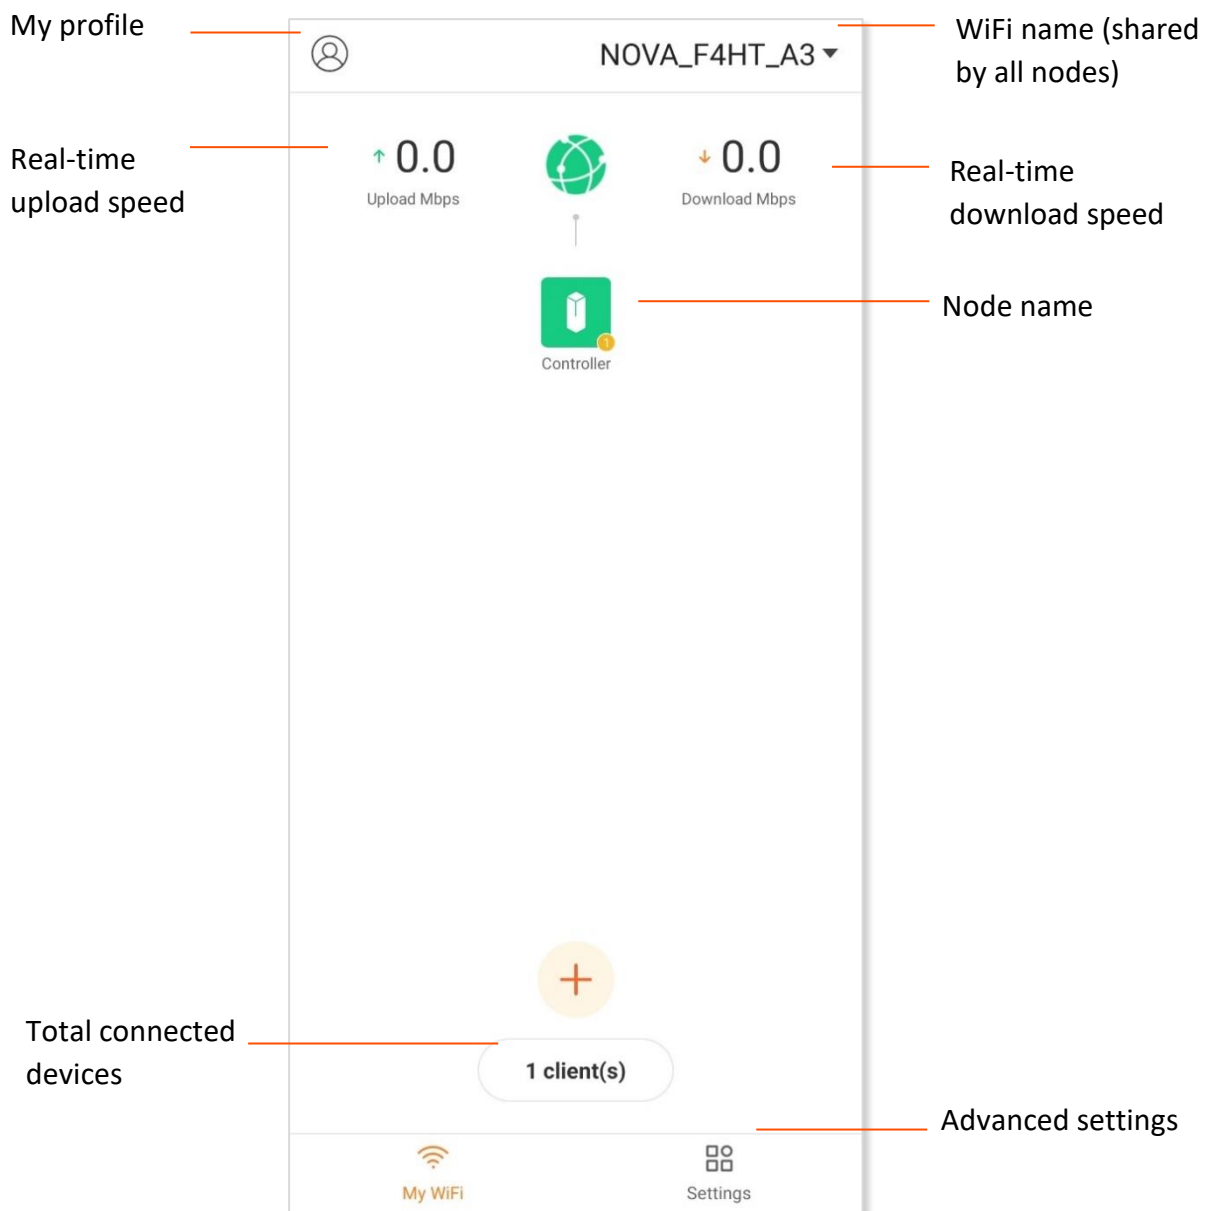 My profile
NOVA_F4HT_A3
WiFi name (shared
by all nodes)
Real-time
upload speed
0.0
Upload Mbps
0.0
Download Mbps
Real-time
download speed
1
Controller
Node name
Total connected
devices
1 client(s)
Advanced settings
My WiFi
Settings